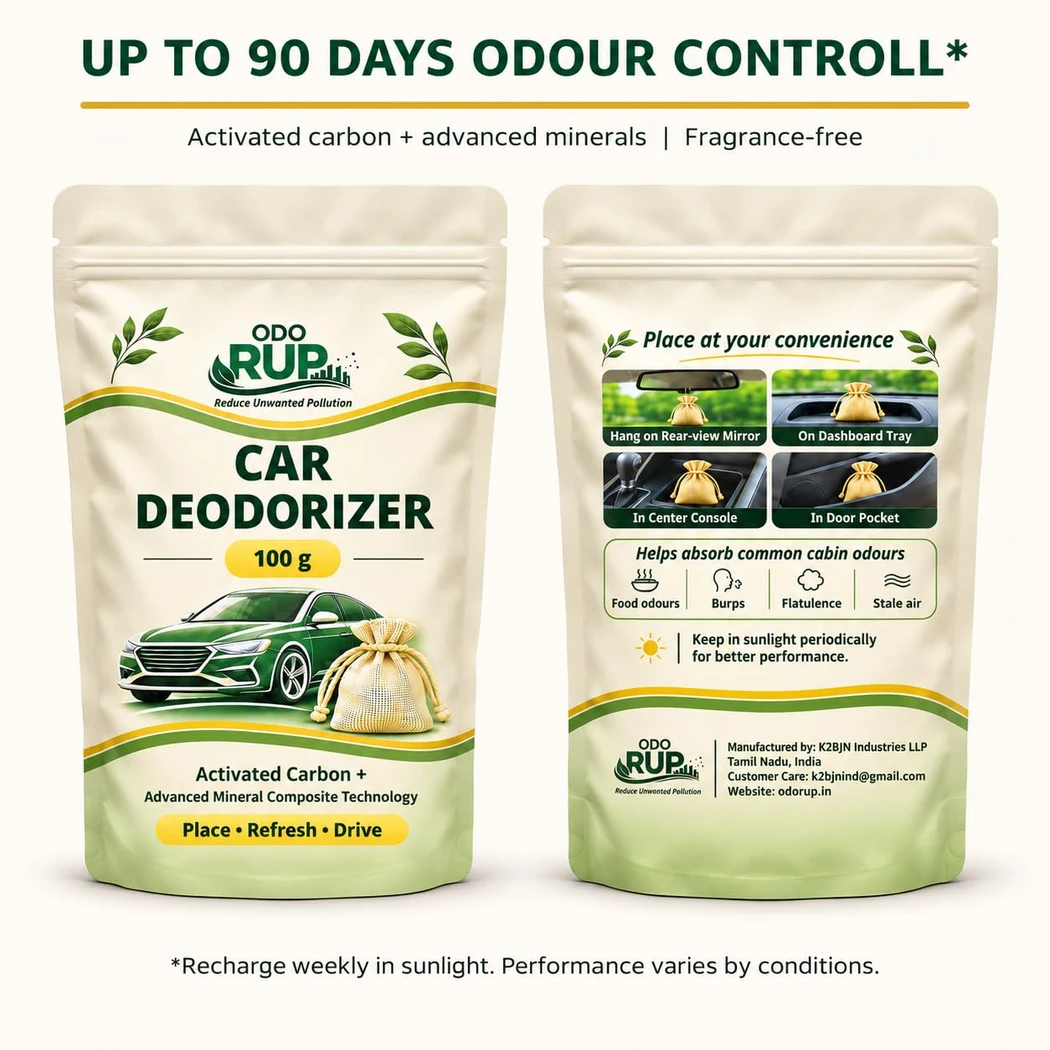 UP TO 90 DAYS ODOUR CONTROLL*
Activated carbon + advanced minerals | Fragrance-free
ODO
RUP
Reduce Unwanted Pollution
CAR
DEODORIZER
100 g
Activated Carbon +
Advanced Mineral Composite Technology
Place • Refresh • Drive
Place at your convenience
Hang on Rear-view Mirror
On Dashboard Tray
In Center Console
In Door Pocket
Helps absorb common cabin odours
Food odours
Burps
Flatulence
Stale air
Keep in sunlight periodically
for better performance.
ODO
RUP
Reduce Unwanted Pollution
Manufactured by: K2BJN Industries LLP
Tamil Nadu, India
Customer Care: k2bjnind@gmail.com
Website: odorup.in
*Recharge weekly in sunlight. Performance varies by conditions.